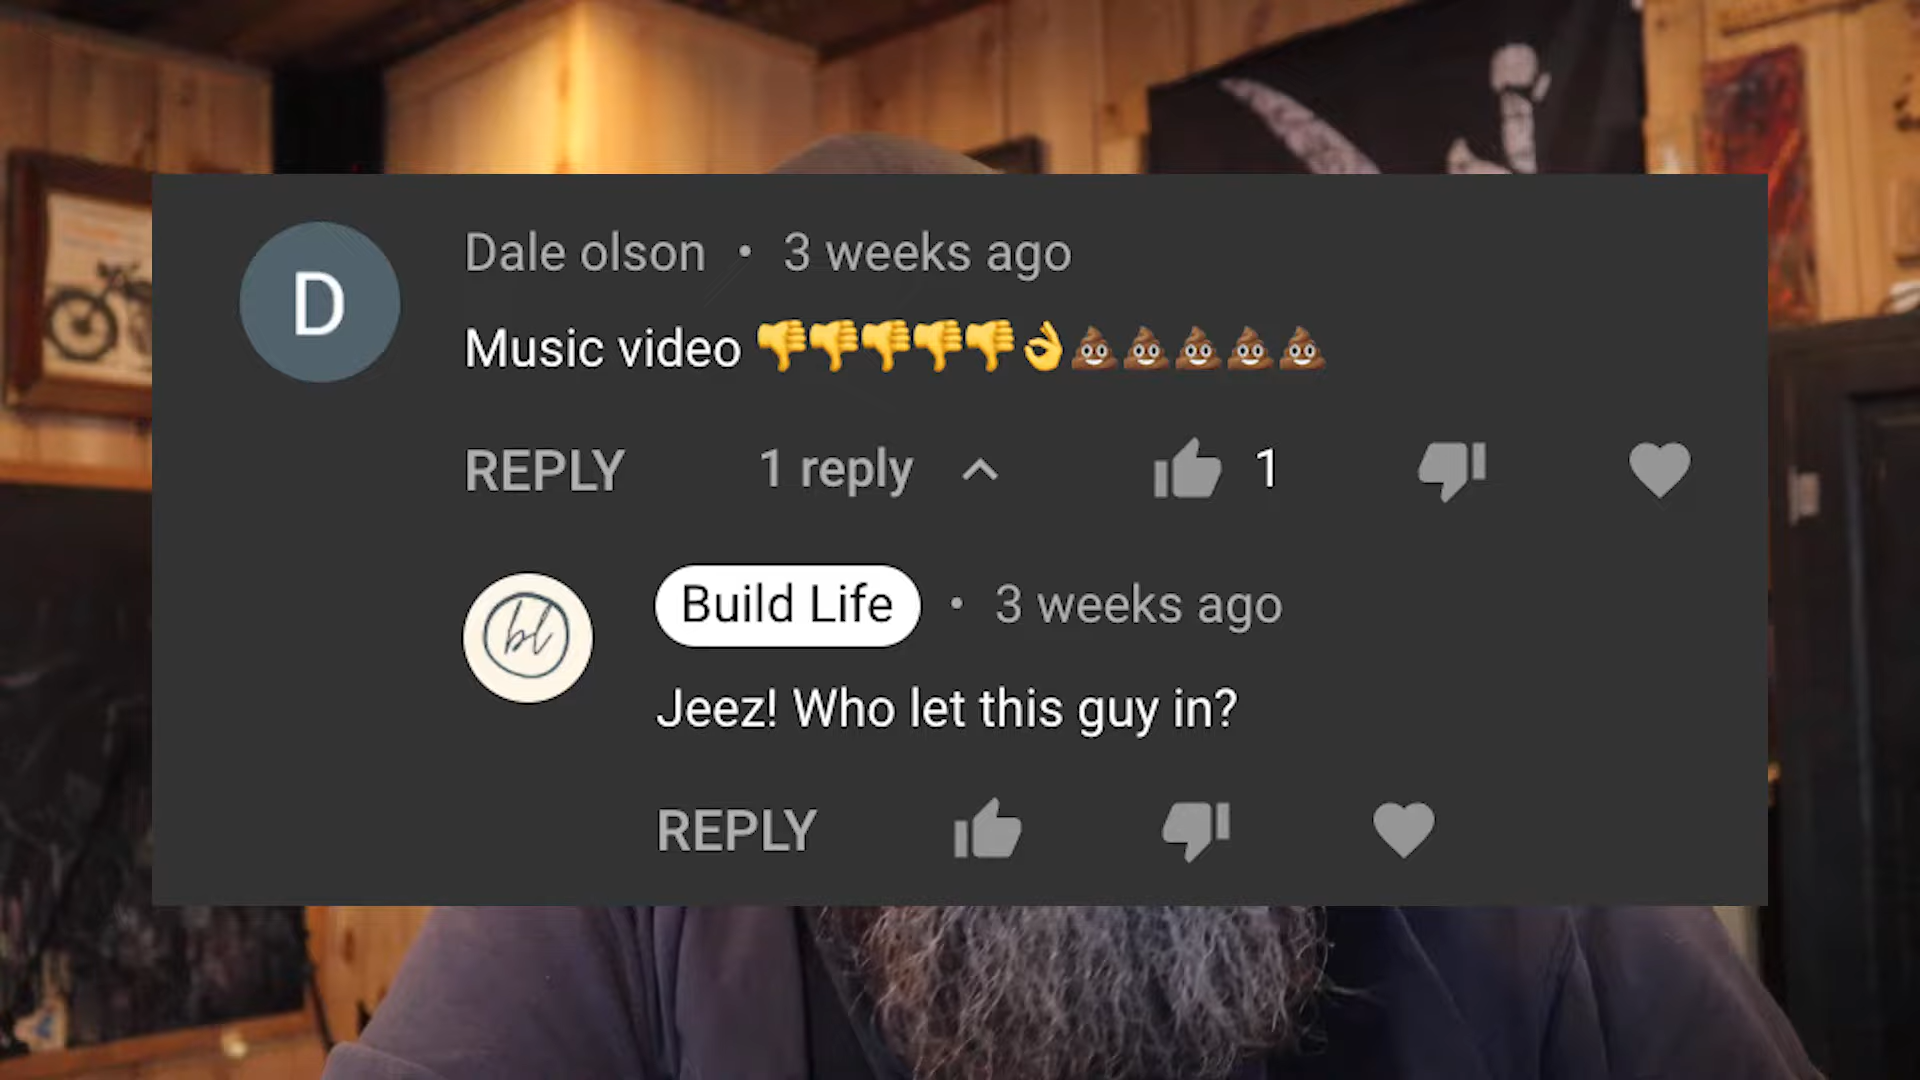 D
Dale olson • 3 weeks ago
Music video 👎👎👎👎👎👌💩💩💩💩💩
REPLY 1 reply 1
bl
Build Life • 3 weeks ago
Jeez! Who let this guy in?
REPLY